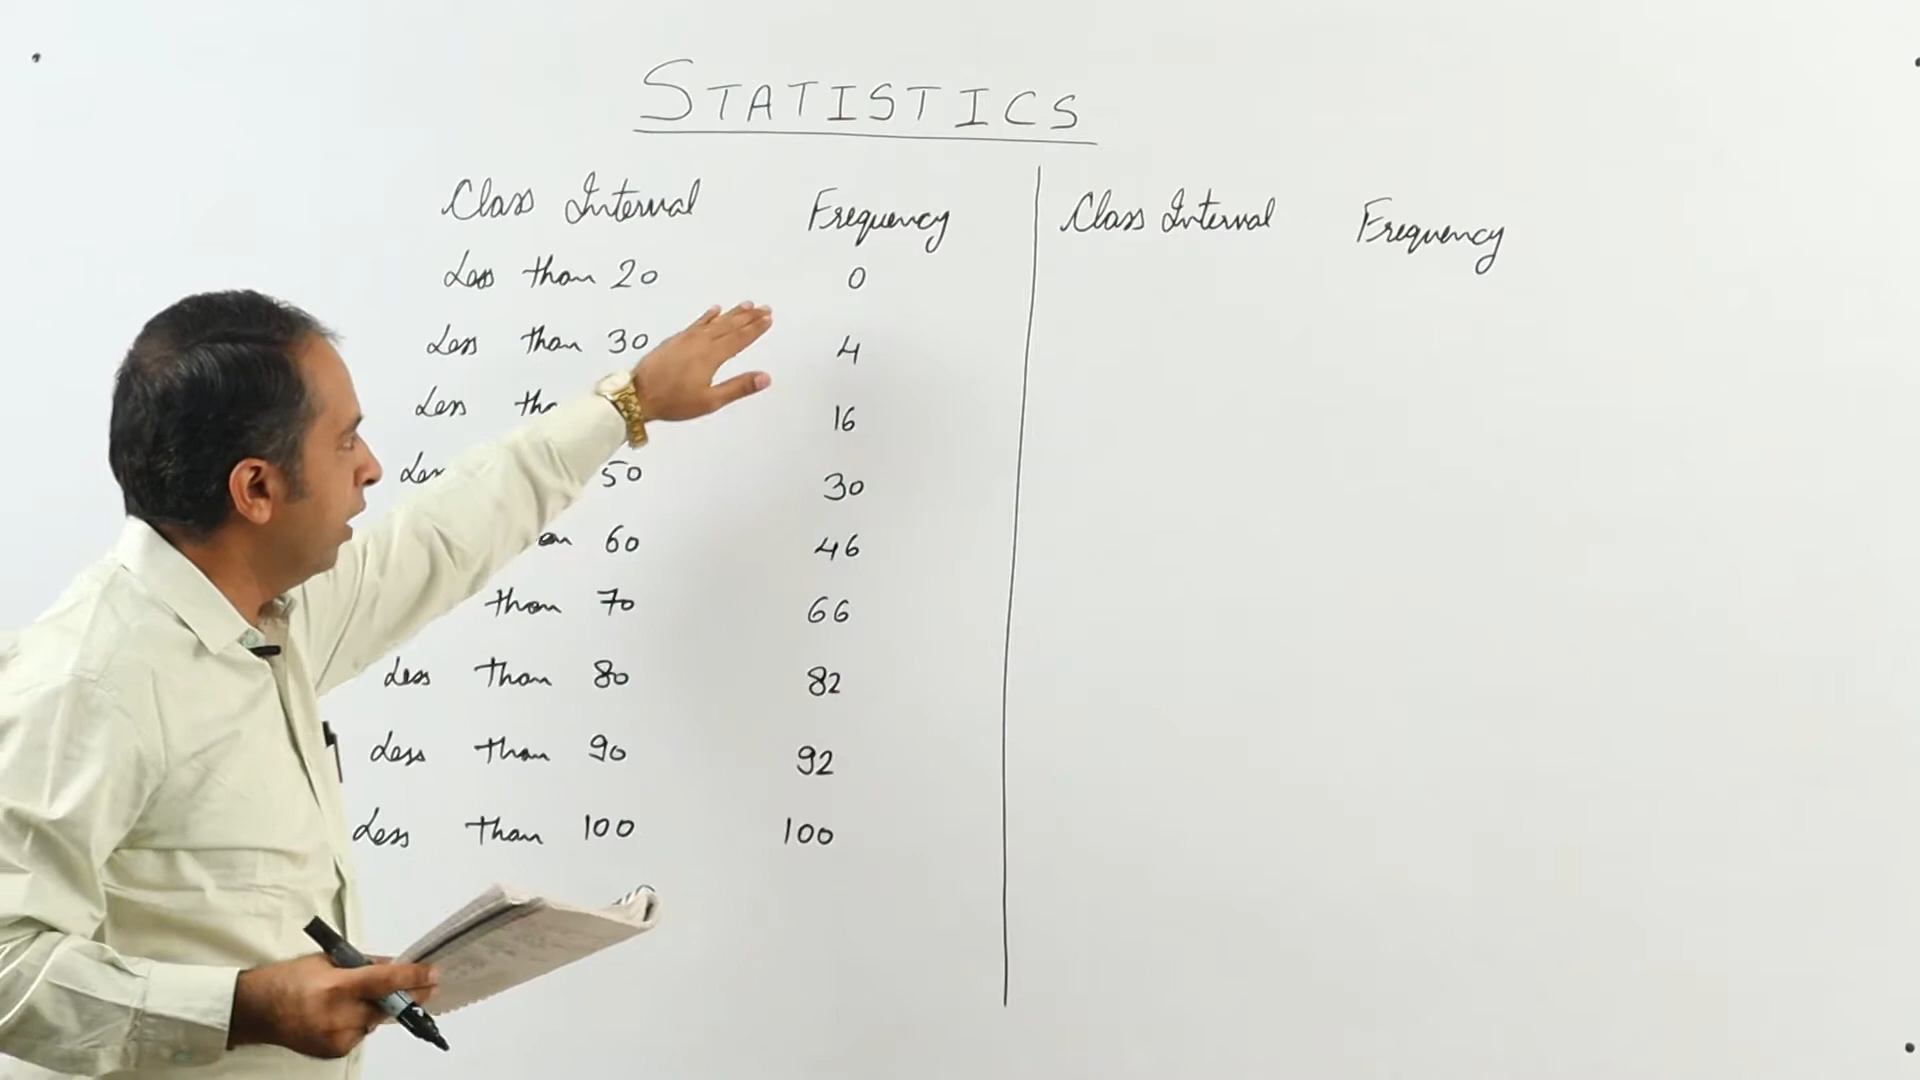 STATISTICS
Class Interval Frequency Class Interval Frequency
Less than 20 0
Less than 30 4
Less 16
50 30
60 46
than 70 66
Less than 80 82
Less than 90 92
Less than 100 100